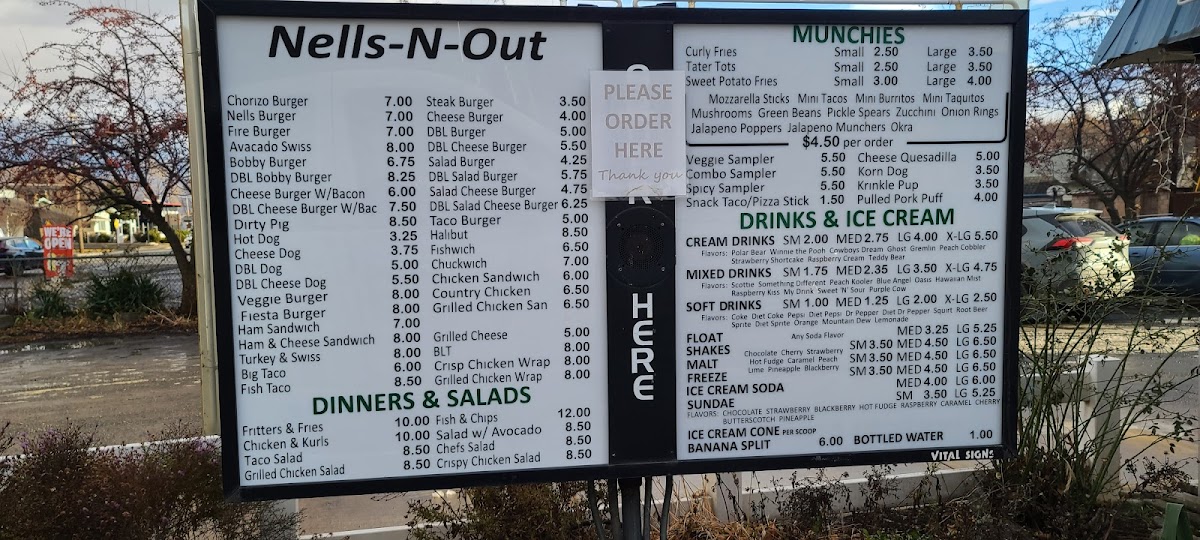 Nells-N-Out
Chorizo Burger 7.00
Nells Burger 7.00
Fire Burger 7.00
Avacado Swiss 8.00
Bobby Burger 6.75
DBL Bobby Burger 8.25
Cheese Burger W/Bacon 6.00
DBL Cheese Burger W/Bac 7.50
Dirty Pig 8.50
Hot Dog 3.25
Cheese Dog 3.75
DBL Dog 5.00
DBL Cheese Dog 5.50
Veggie Burger 8.00
Fiesta Burger 8.00
Ham Sandwich 7.00
Ham & Cheese Sandwich 8.00
Turkey & Swiss 8.00
Big Taco 6.00
Fish Taco 8.50
Steak Burger 3.50
Cheese Burger 4.00
DBL Burger 5.00
DBL Cheese Burger 5.50
Salad Burger 4.25
DBL Salad Burger 5.75
Salad Cheese Burger 4.75
DBL Salad Cheese Burger 6.25
Taco Burger 5.00
Halibut 8.50
Fishwich 6.50
Chuckwich 7.00
Chicken Sandwich 6.00
Country Chicken 6.50
Grilled Chicken San 6.50
Grilled Cheese 5.00
BLT 8.00
Crisp Chicken Wrap 8.00
Grilled Chicken Wrap 8.00
DINNERS & SALADS
Fritters & Fries 10.00
Chicken & Kurls 10.00
Taco Salad 8.50
Grilled Chicken Salad 8.50
Fish & Chips 12.00
Salad w/ Avocado 8.50
Chefs Salad 8.50
Crispy Chicken Salad 8.50
PLEASE
ORDER
HERE
Thank you
HERE
MUNCHIES
Curly Fries Small 2.50 Large 3.50
Tater Tots Small 2.50 Large 3.50
Sweet Potato Fries Small 3.00 Large 4.00
Mozzarella Sticks Mini Tacos Mini Burritos Mini Taquitos
Mushrooms Green Beans Pickle Spears Zucchini Onion Rings
Jalapeno Poppers Jalapeno Munchers Okra
$4.50 per order
Veggie Sampler 5.50 Cheese Quesadilla 5.00
Combo Sampler 5.50 Korn Dog 3.50
Spicy Sampler 5.50 Krinkle Pup 3.50
Snack Taco/Pizza Stick 1.50 Pulled Pork Puff 4.00
DRINKS & ICE CREAM
CREAM DRINKS SM 2.00 MED 2.75 LG 4.00 X-LG 5.50
Flavors: Polar Bear Winnie the Pooh Cowboys Dream Ghost Gremlin Peach Cobbler
Strawberry Shortcake Raspberry Cream Teddy Bear
MIXED DRINKS SM 1.75 MED 2.35 LG 3.50 X-LG 4.75
Flavors: Scottie Something Different Peach Kooler Blue Angel Oasis Hawaiian Mist
Raspberry Kiss My Drink Sweet 'N' Sour Purple Cow
SOFT DRINKS SM 1.00 MED 1.25 LG 2.00 X-LG 2.50
Flavors: Coke Diet Coke Pepsi Diet Pepsi Dr Pepper Diet Dr Pepper Squirt Root Beer
Sprite Diet Sprite Orange Mountain Dew Lemonade
FLOAT Any Soda Flavor MED 3.25 LG 5.25
SHAKES Chocolate Cherry Strawberry SM 3.50 MED 4.50 LG 6.50
MALT Hot Fudge Caramel Peach SM 3.50 MED 4.50 LG 6.50
FREEZE Lime Pineapple Blackberry SM 3.50 MED 4.50 LG 6.50
ICE CREAM SODA MED 4.00 LG 6.00
SUNDAE SM 3.50 LG 5.25
FLAVORS: CHOCOLATE STRAWBERRY BLACKBERRY HOT FUDGE RASPBERRY CARAMEL CHERRY
BUTTERSCOTCH PINEAPPLE
ICE CREAM CONE PER SCOOP
BANANA SPLIT 6.00 BOTTLED WATER 1.00
VITAL SIGNS
WE'RE
OPEN